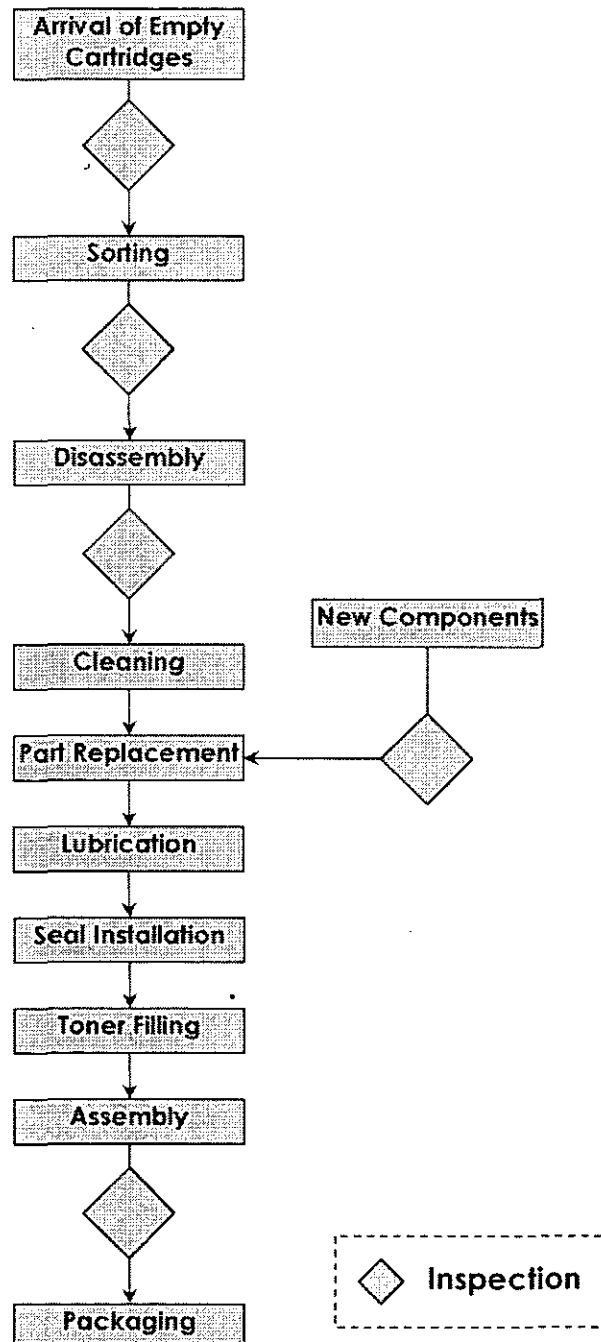 Arrival of Empty
Cartridges
Sorting
Disassembly
New Components
Cleaning
Part Replacement
Lubrication
Seal Installation
Toner Filling
Assembly
Inspection
Packaging